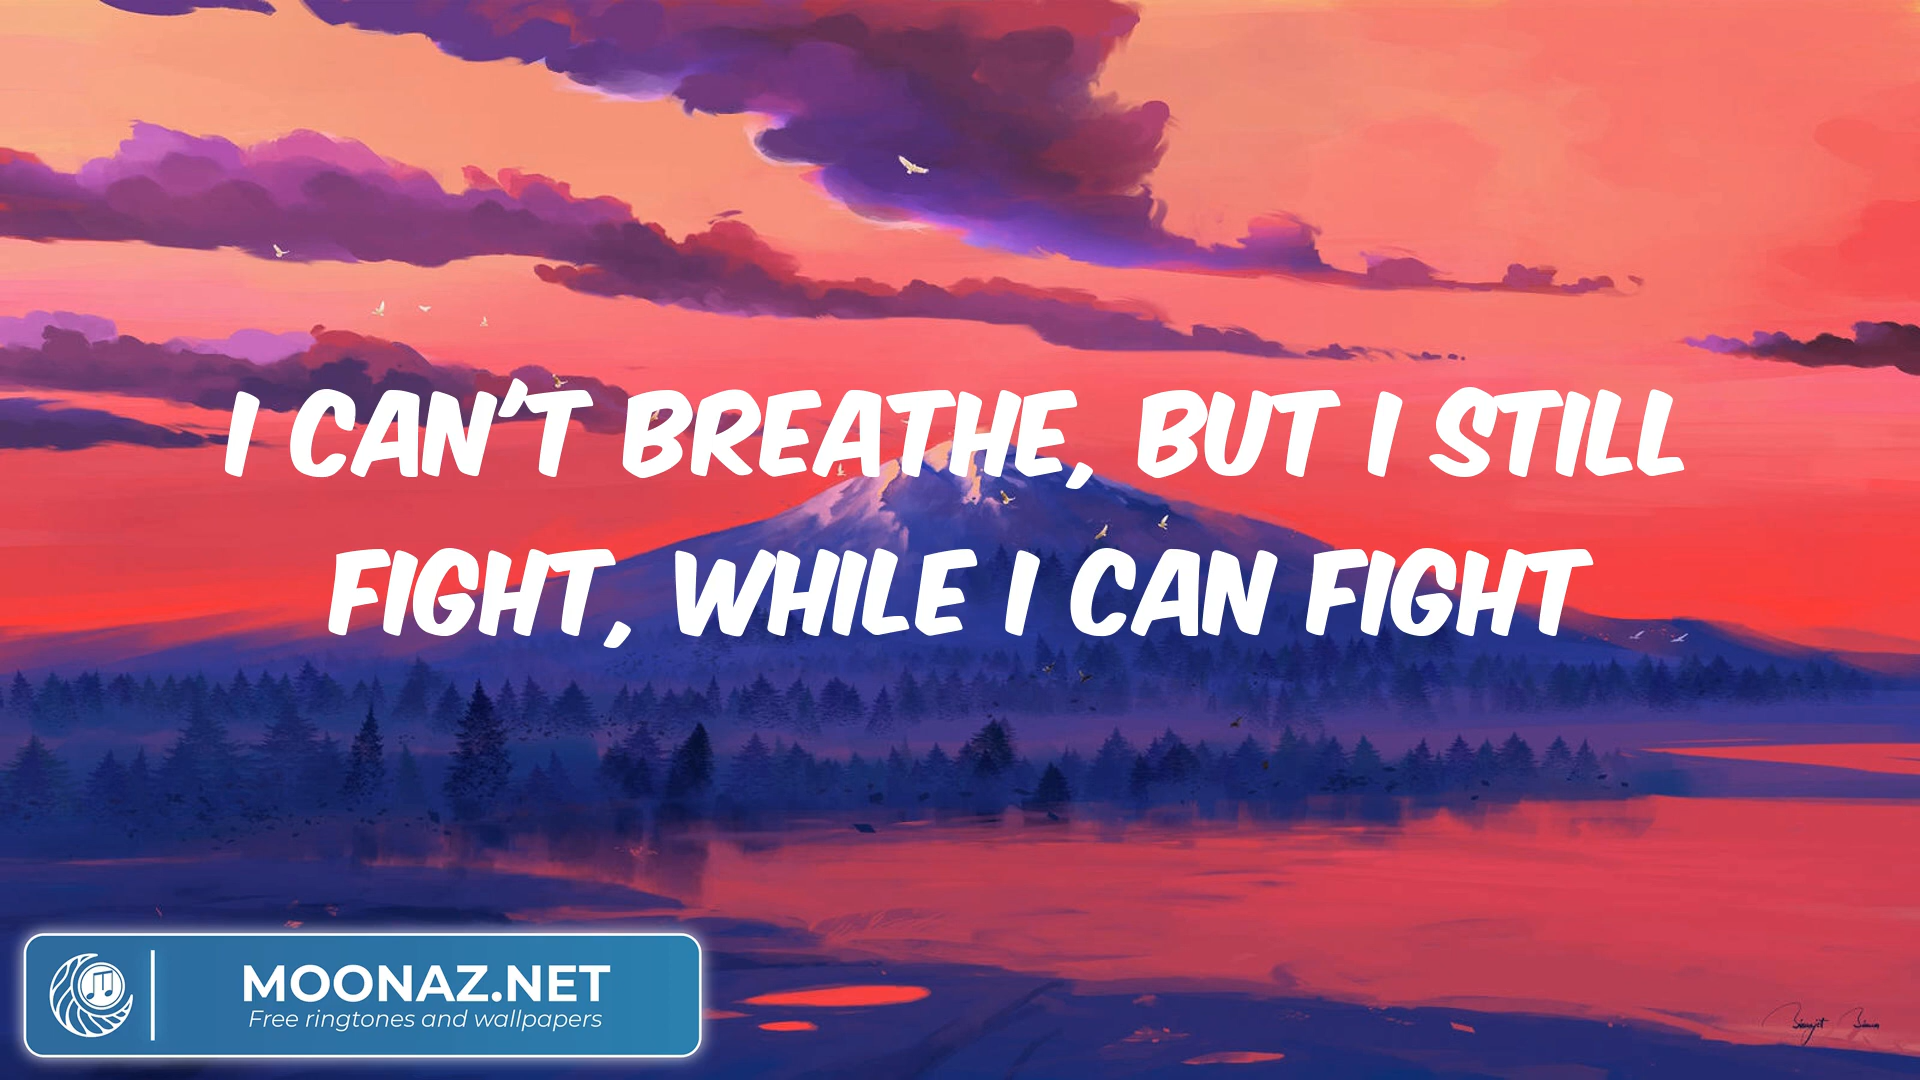 I CAN'T BREATHE, BUT I STILL
FIGHT, WHILE I CAN FIGHT
MOONAZ.NET
Free ringtones and wallpapers